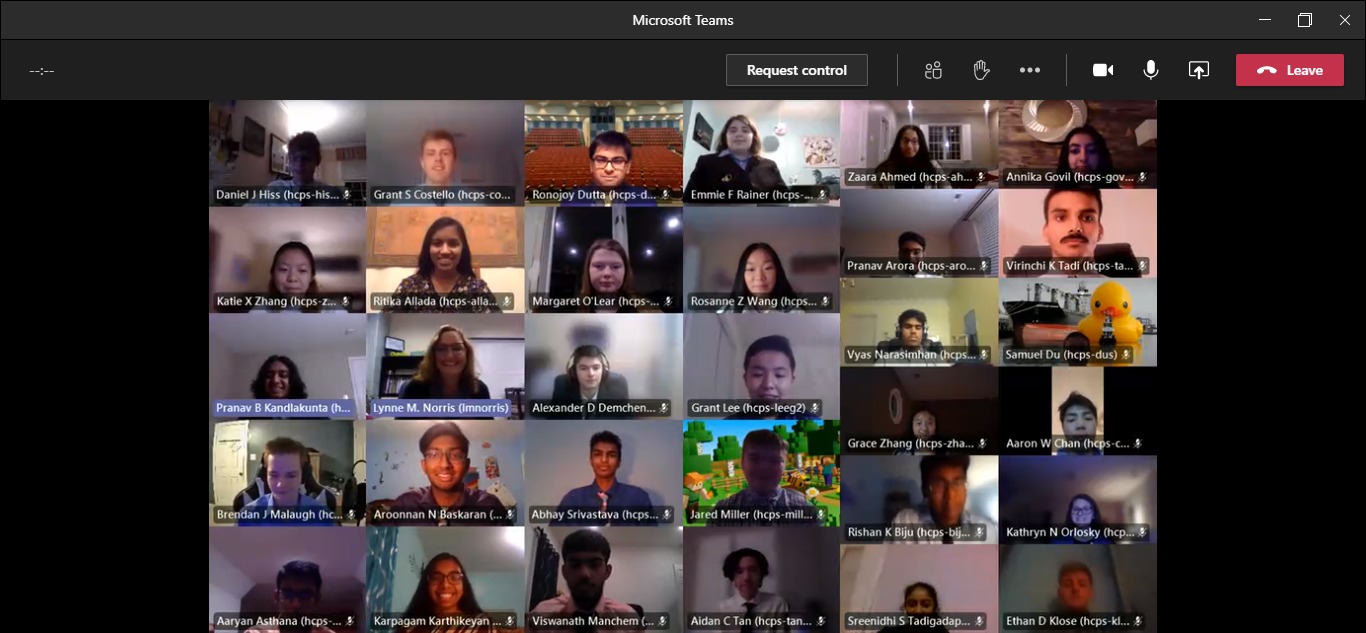 Microsoft Teams
--:--
Request control
Leave
Daniel J Hiss (hcps-his...
Grant S Costello (hcps-co...
Ronojoy Dutta (hcps-d...
Emmie F Rainer (hcps-...
Zaara Ahmed (hcps-ah...
Annika Govil (hcps-gov...
Pranav Arora (hcps-aro...
Virinchi K Tadi (hcps-ta...
Katie X Zhang (hcps-z...
Ritika Allada (hcps-alla...
Margaret O'Lear (hcps-...
Rosanne Z Wang (hcps...
Vyas Narasimhan (hcps...
Samuel Du (hcps-dus)
Pranav B Kandlakunta (h...
Lynne M. Norris (lmnorris)
Alexander D Demchen...
Grant Lee (hcps-leeg2)
Grace Zhang (hcps-zha...
Aaron W Chan (hcps-c...
Brendan J Malaugh (hc...
Aroonnan N Baskaran (...
Abhay Srivastava (hcps...
Jared Miller (hcps-mill...
Rishan K Biju (hcps-bij...
Kathryn N Orlosky (hcp...
Aaryan Asthana (hcps-...
Karpagam Karthikeyan ...
Viswanath Manchem (...
Aidan C Tan (hcps-tan...
Sreenidhi S Tadigadap...
Ethan D Klose (hcps-kl...